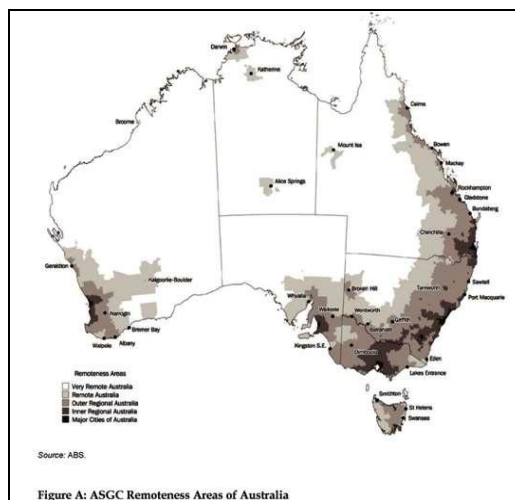 Darwin
Katherine
Cairns
Broome
Mount Isa
Bowen
Mackay
Alice Springs
Rockhampton
Gladstone
Bundaberg
Chinchilla
Geraldton
Kalgoorlie-Boulder
Broken Hill
Tamworth
Sawtell
Port Macquarie
Whyalla
Narrogin
Waikerie
Wentworth
Griffith
Bremer Bay
Albany
Walpole
Kingston S.E.
Eden
Lakes Entrance
Remoteness Areas
Very Remote Australia
Remote Australia
Outer Regional Australia
Inner Regional Australia
Major Cities of Australia
Smithton
St Helens
Swansea
Source: ABS.
Figure A: ASGC Remoteness Areas of Australia